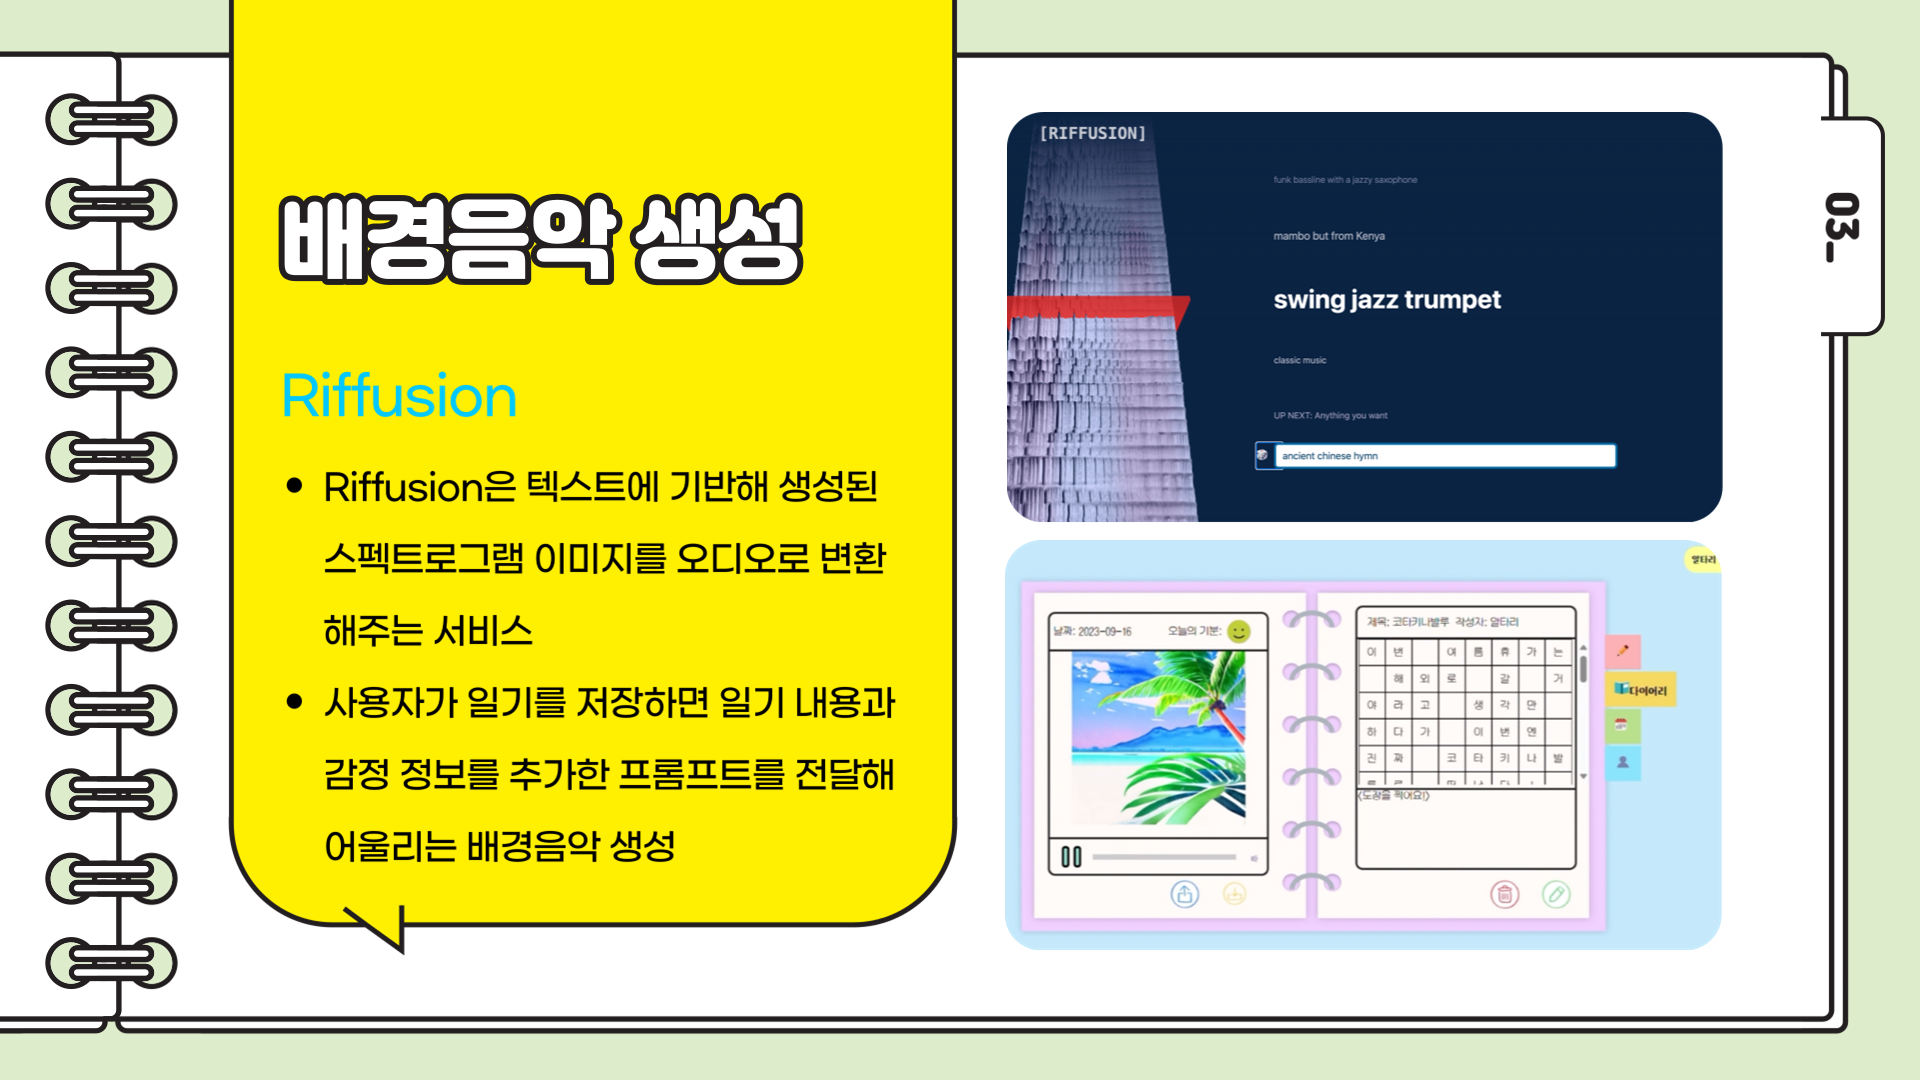 배경음악 생성
Riffusion
• Riffusion은 텍스트에 기반해 생성된
스펙트로그램 이미지를 오디오로 변환
해주는 서비스
• 사용자가 일기를 저장하면 일기 내용과
감정 정보를 추가한 프롬프트를 전달해
어울리는 배경음악 생성
[RIFFUSION]
funk bassline with a jazzy saxophone
mambo but from Kenya
swing jazz trumpet
classic music
UP NEXT: Anything you want
ancient chinese hymn
03_
알타리
날짜: 2023-09-16 오늘의 기분:
제목: 코타키나발루 작성자: 알타리
이 번 여 름 휴 가 는
해 외 로 갈 거
야 라 고 생 각 만
하 다 가 이 번 엔
진 짜 코 타 키 나 발
<도장을 찍어요!>
다이어리